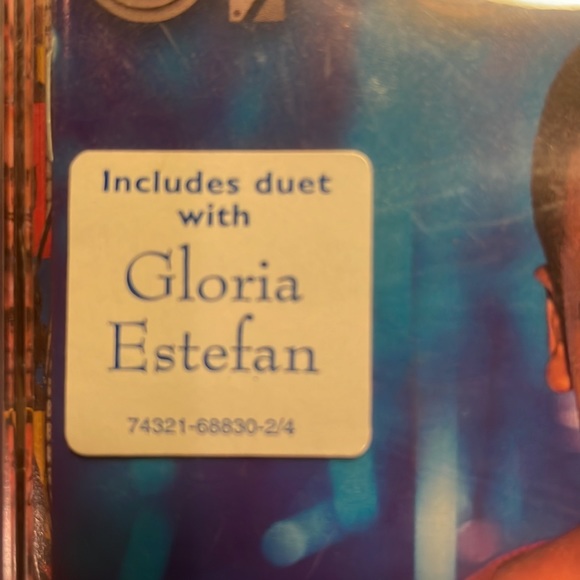 Includes duet
with
Gloria
Estefan
74321-68830-2/4